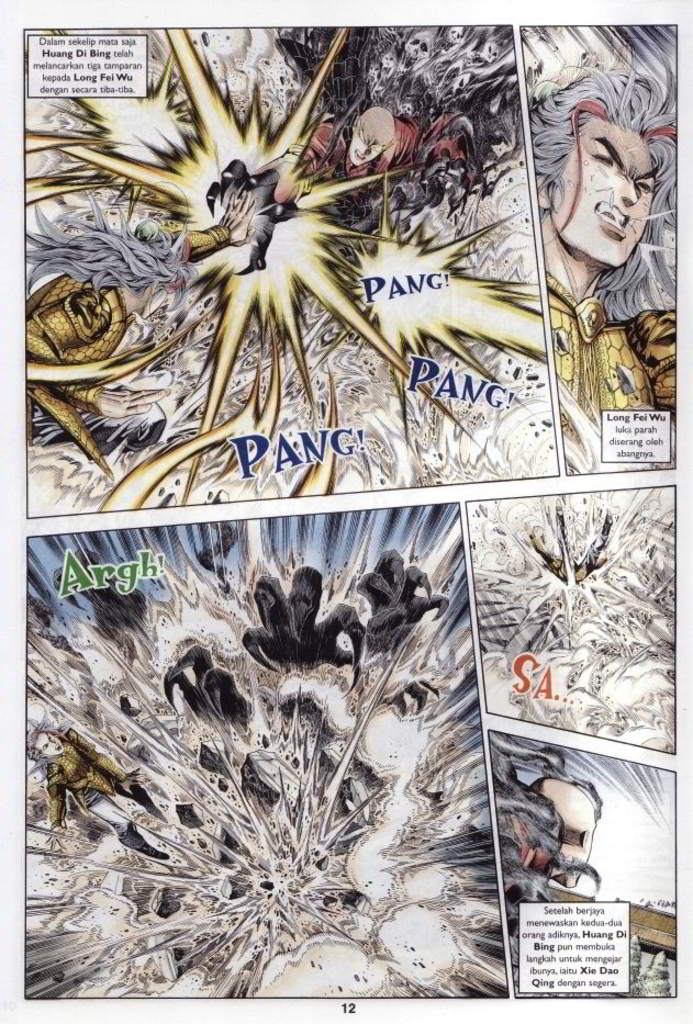 Dalam sekelip mata saja
Huang Di Bing telah
melancarkan tiga tamparan
kepada Long Fei Wu
dengan secara tiba-tiba.
PANG!
PANG!
PANG!
Long Fei Wu
luka parah
diserang oleh
abangnya.
Argh!
SA...
Setelah berjaya
menewaskan kedua-dua
orang adiknya, Huang Di
Bing pun membuka
langkah untuk mengejar
ibunya, iaitu Xie Dao
Qing dengan segera.
12